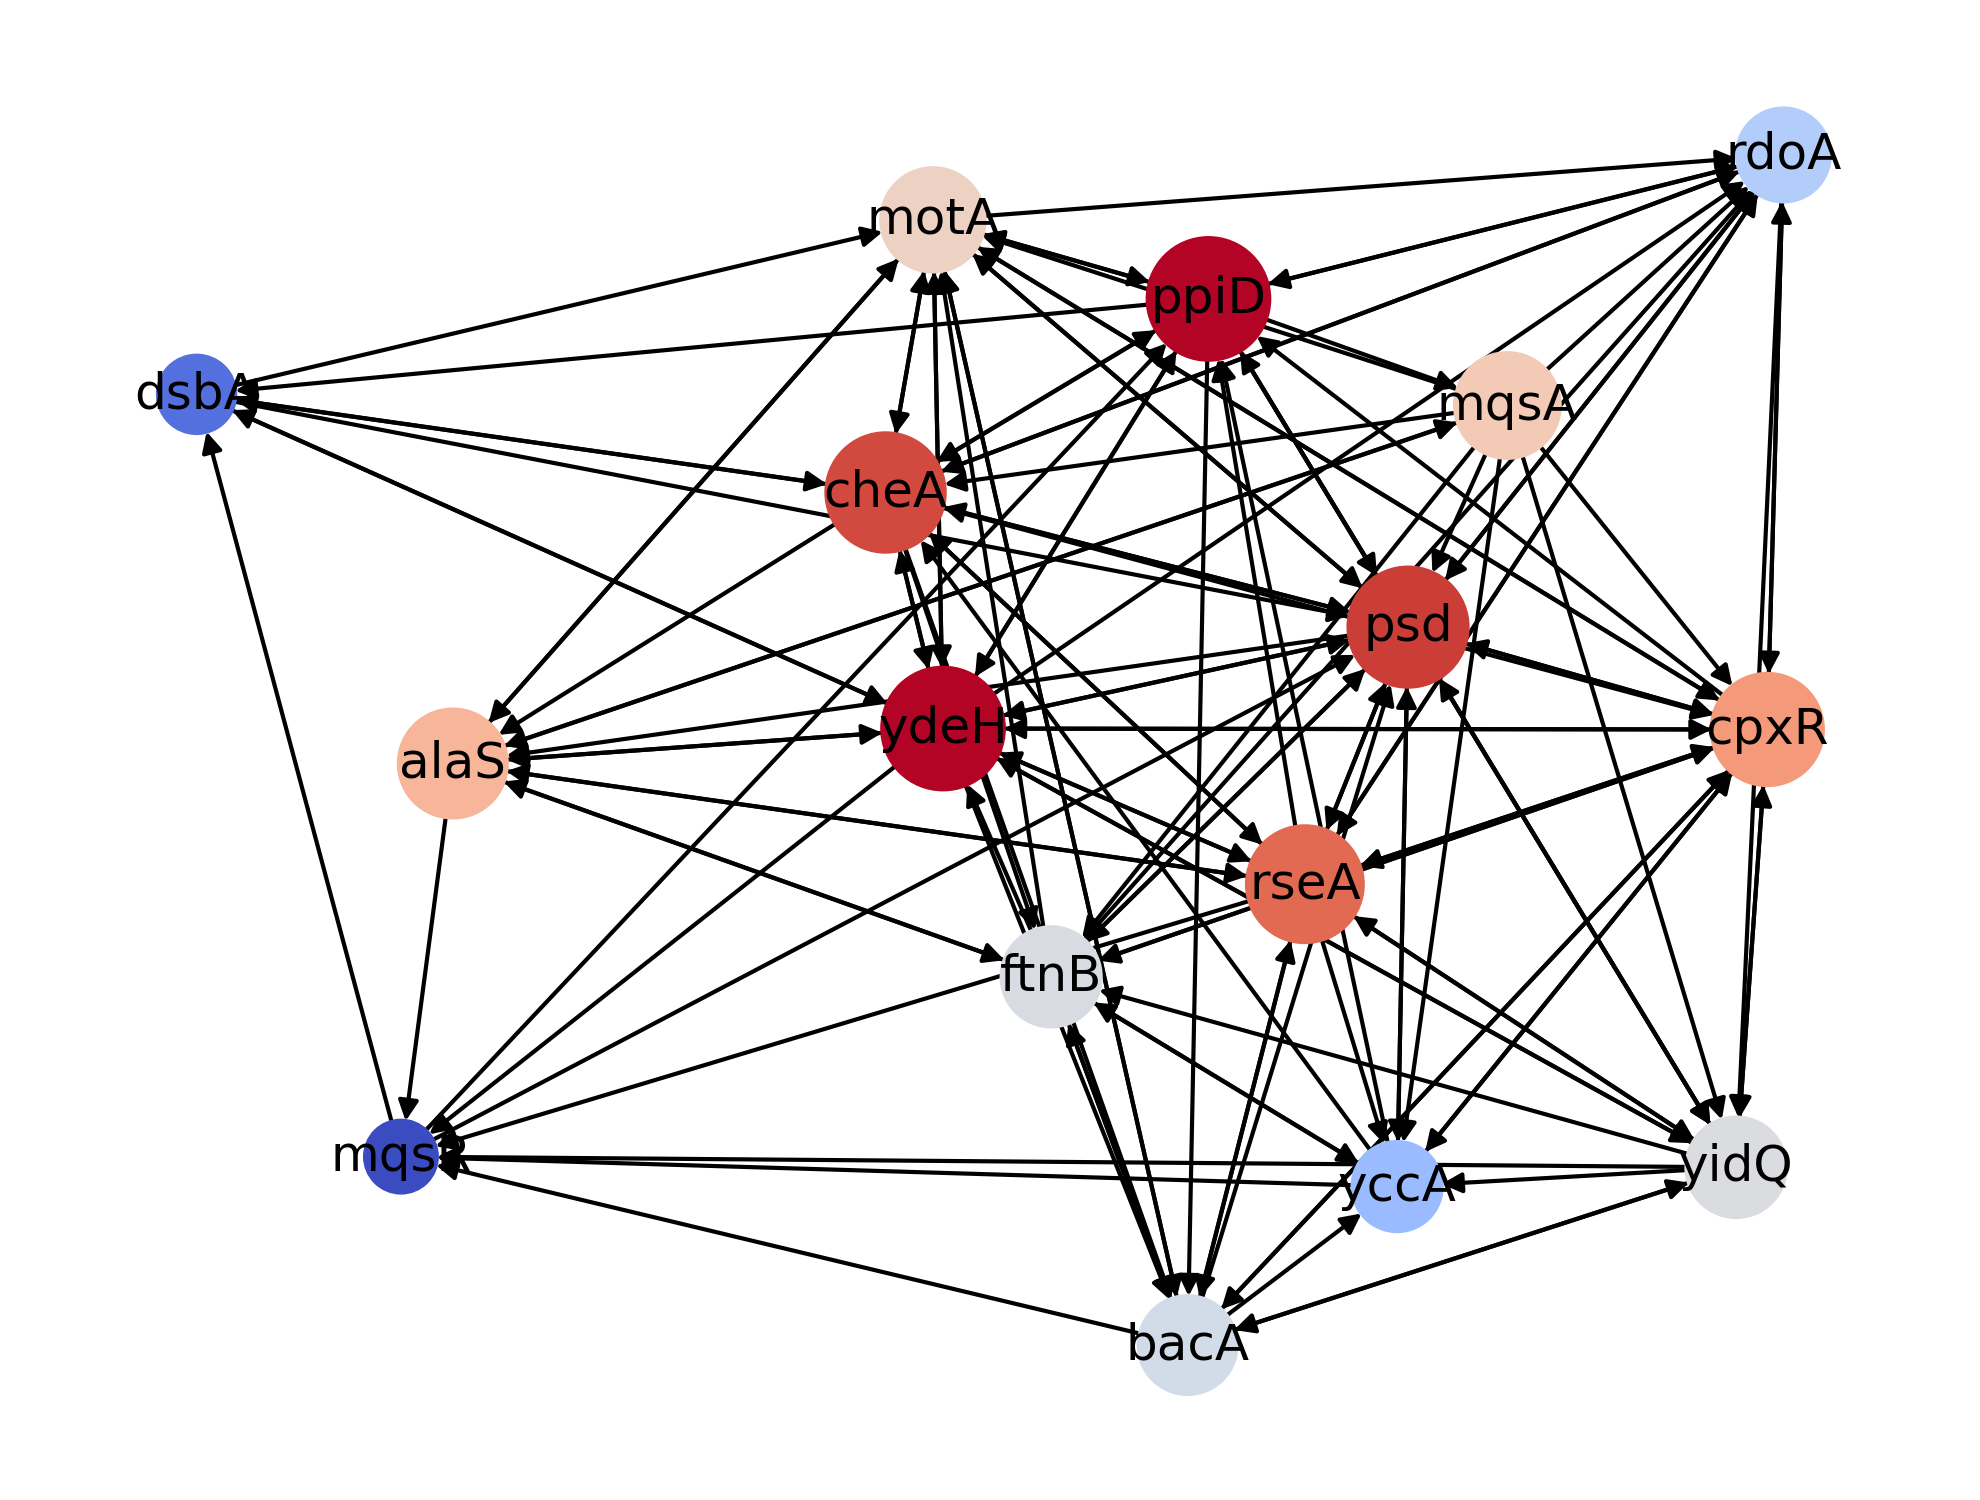 rdoA
motA
ppiD
dsbA
mqsA
cheA
psd
ydeH
cpxR
alaS
rseA
ftnB
mqsR
yidQ
yccA
bacA